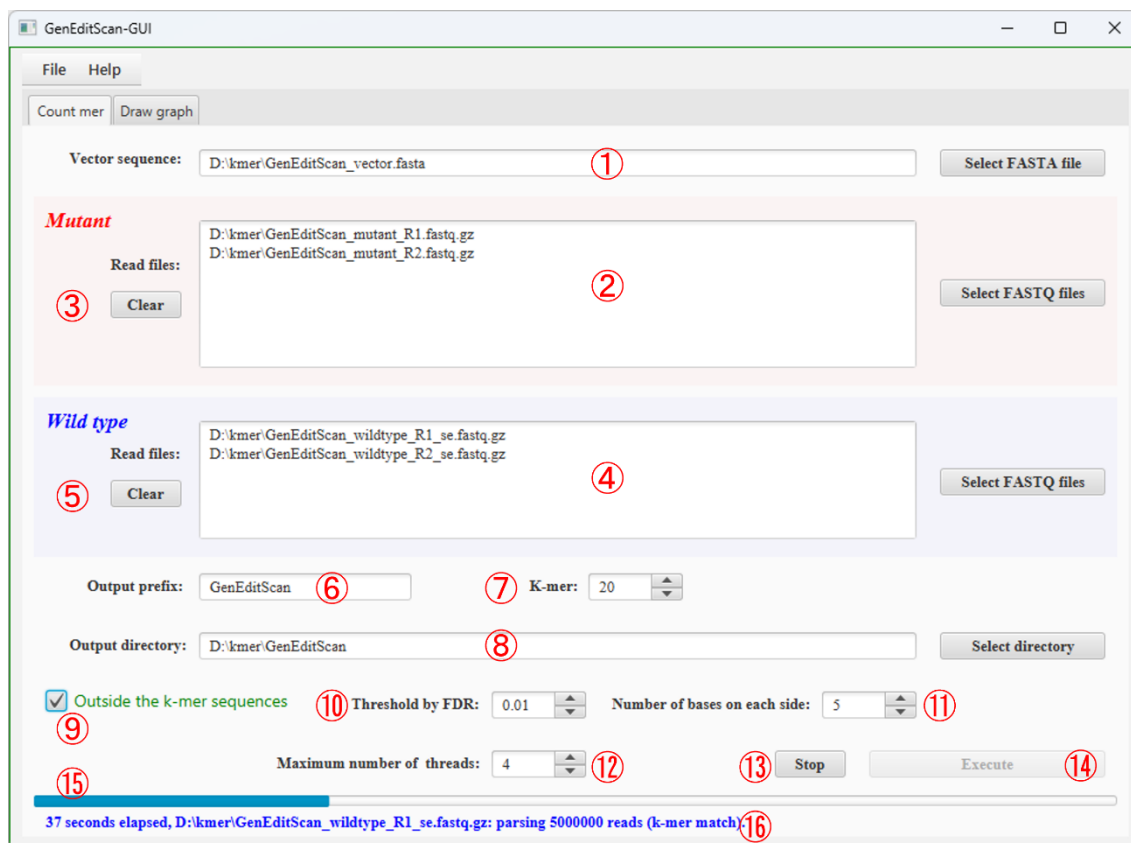 GenEditScan-GUI
File Help
Count mer Draw graph
Vector sequence: D:\kmer\GenEditScan_vector.fasta ① Select FASTA file
Mutant
D:\kmer\GenEditScan_mutant_R1.fastq.gz
D:\kmer\GenEditScan_mutant_R2.fastq.gz
Read files:
② Select FASTQ files
③ Clear
Wild type
D:\kmer\GenEditScan_wildtype_R1_se.fastq.gz
D:\kmer\GenEditScan_wildtype_R2_se.fastq.gz
Read files:
④ Select FASTQ files
⑤ Clear
Output prefix: GenEditScan ⑥ ⑦ K-mer: 20
Output directory: D:\kmer\GenEditScan ⑧ Select directory
Outside the k-mer sequences ⑩ Threshold by FDR: 0.01 Number of bases on each side: 5 ⑪
⑨
Maximum number of threads: 4 ⑫ ⑬ Stop Execute ⑭
⑮
37 seconds elapsed, D:\kmer\GenEditScan_wildtype_R1_se.fastq.gz: parsing 5000000 reads (k-mer match). ⑯